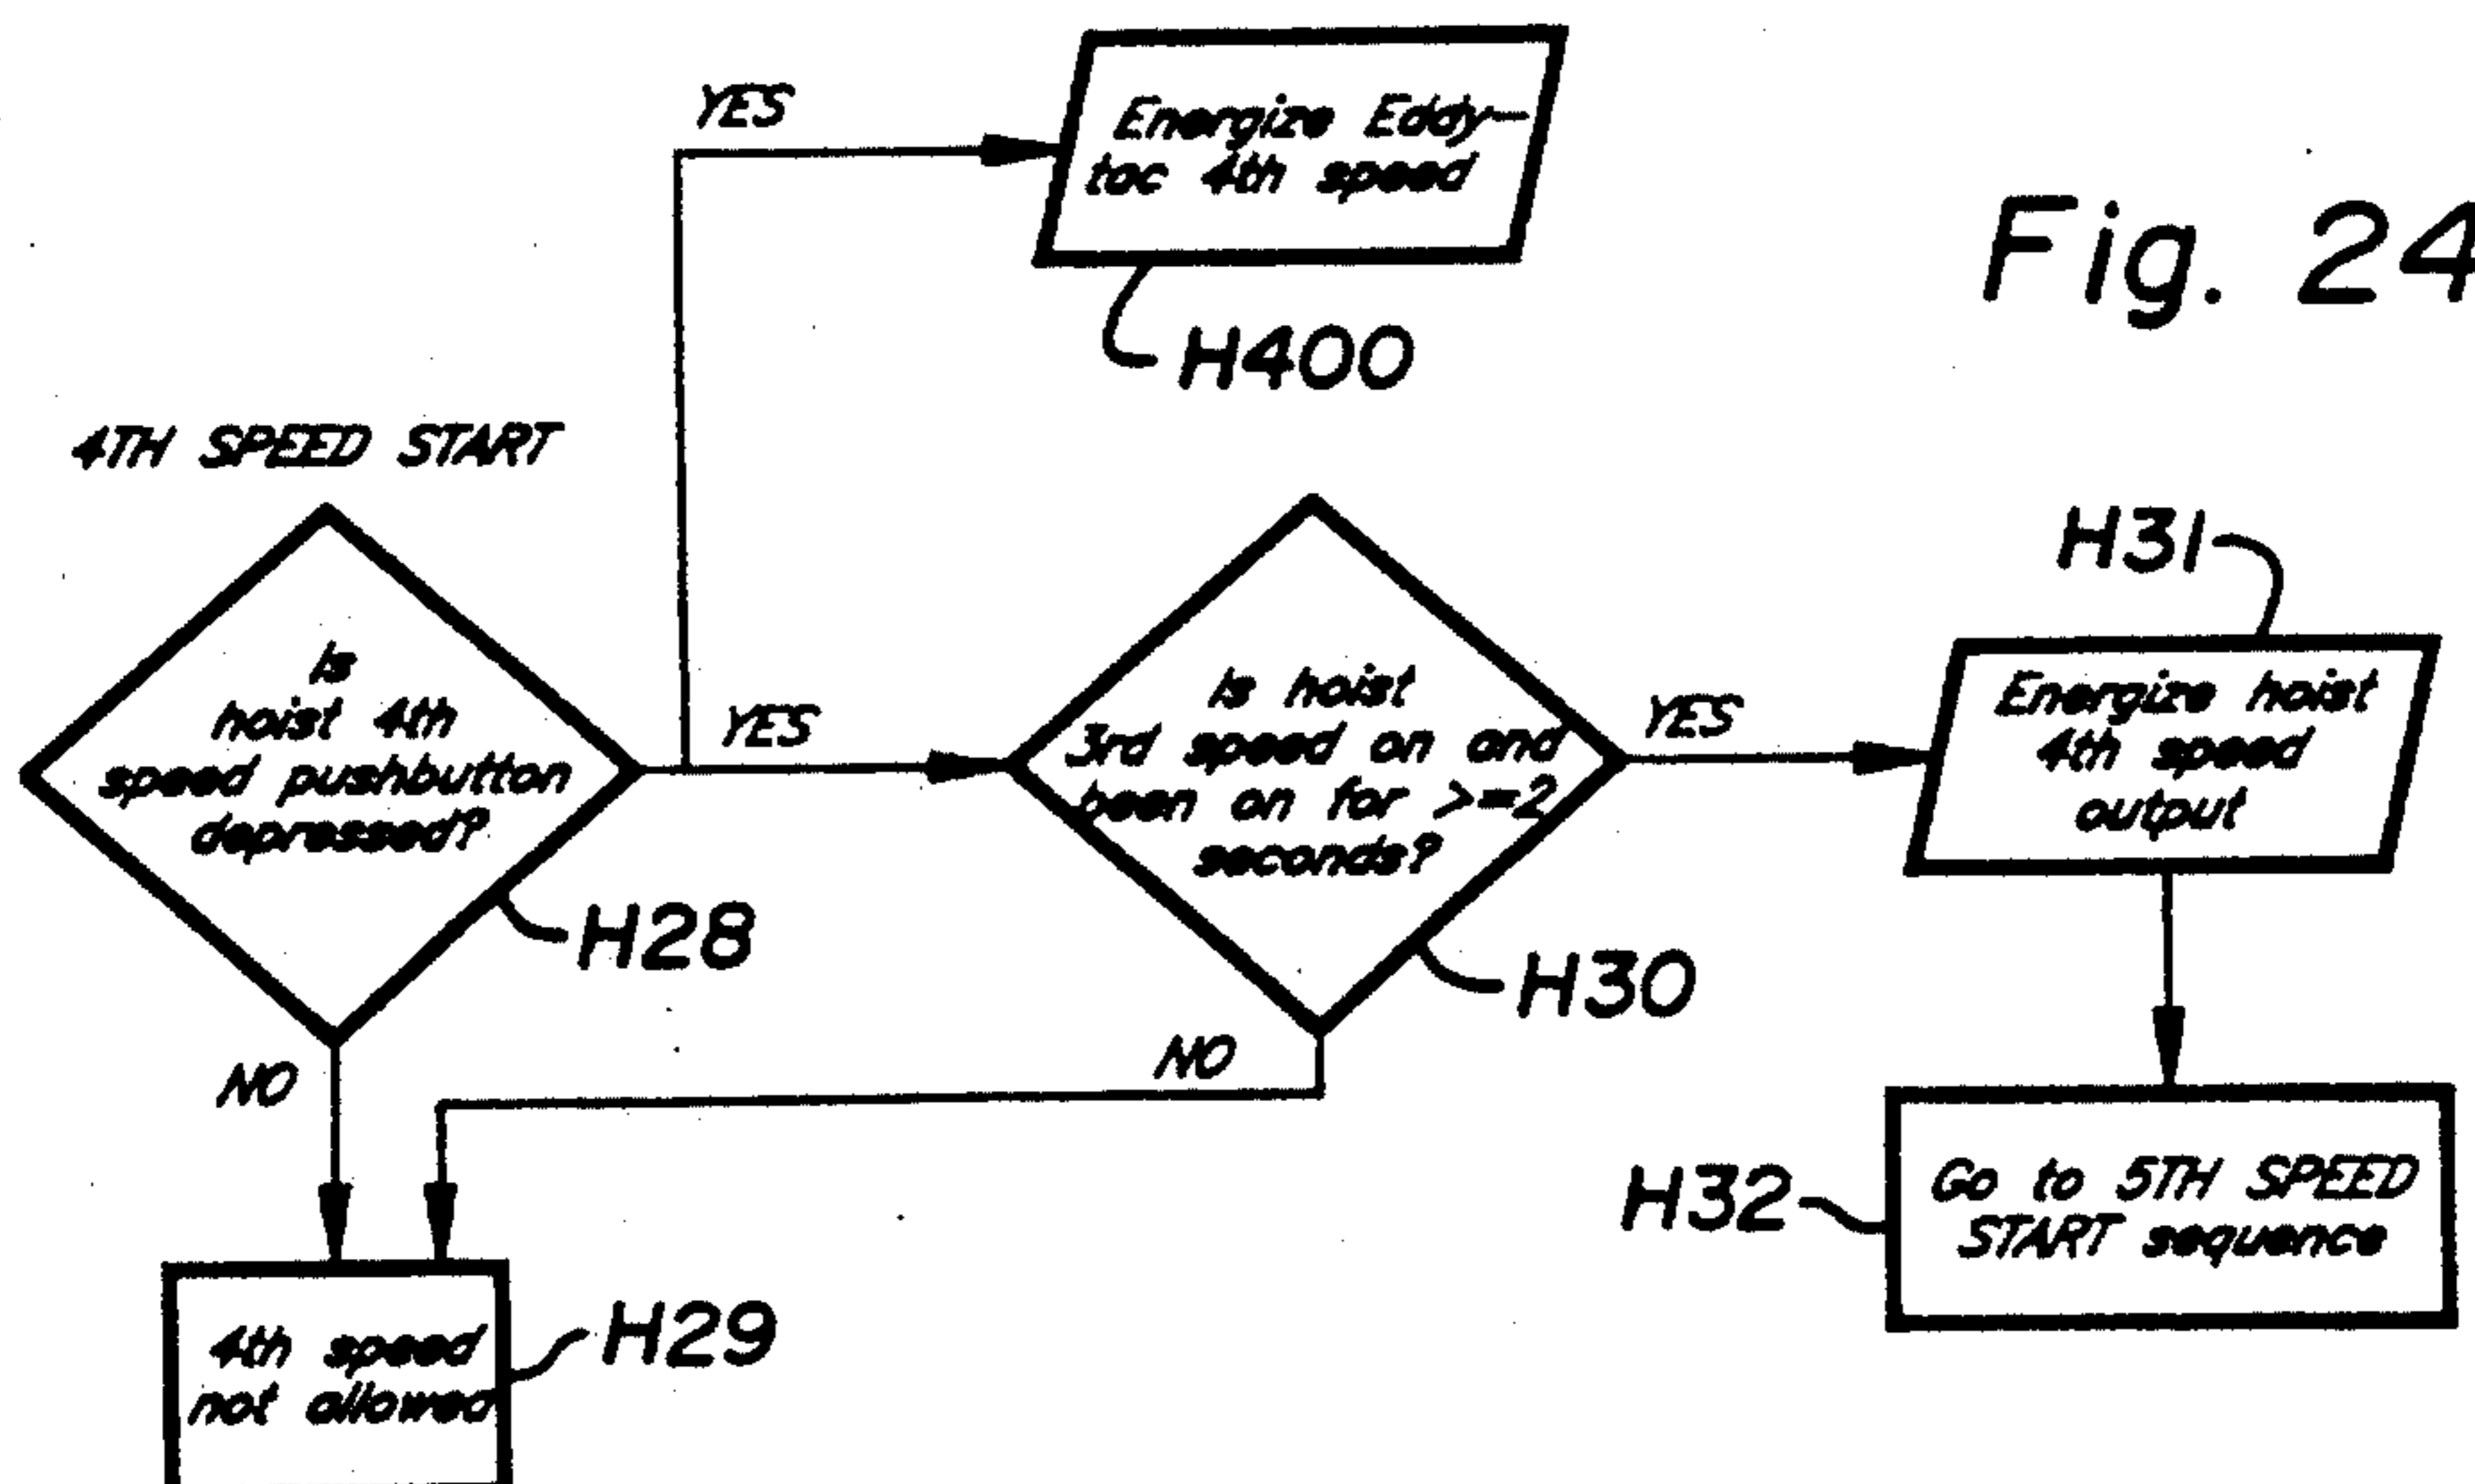 YES
Energize Eddy-
tac 4th speed
H400
Fig. 24
4TH SPEED START
Is
hoist 4th
speed pushbutton
depressed?
H28
YES
Is hoist
3rd speed on and
been on for >=2
seconds?
H30
YES
H31
Energize hoist
4th speed
output
NO
NO
H32
Go to 5TH SPEED
START sequence
4th speed
not allowed
H29